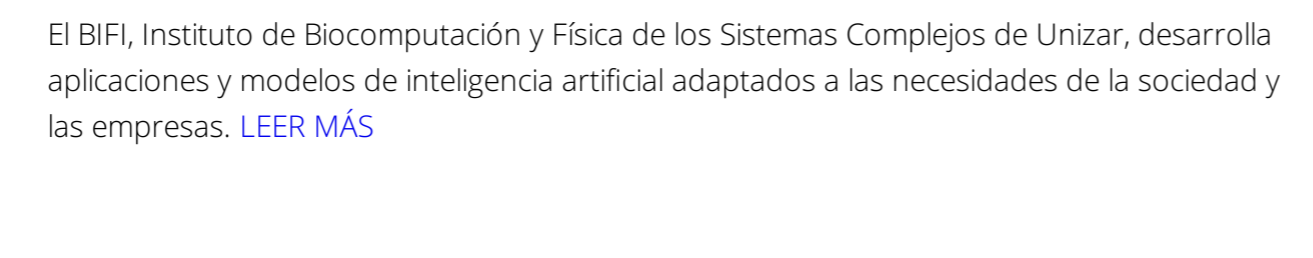 El BIFI, Instituto de Biocomputación y Física de los Sistemas Complejos de Unizar, desarrolla
aplicaciones y modelos de inteligencia artificial adaptados a las necesidades de la sociedad y
las empresas. LEER MÁS